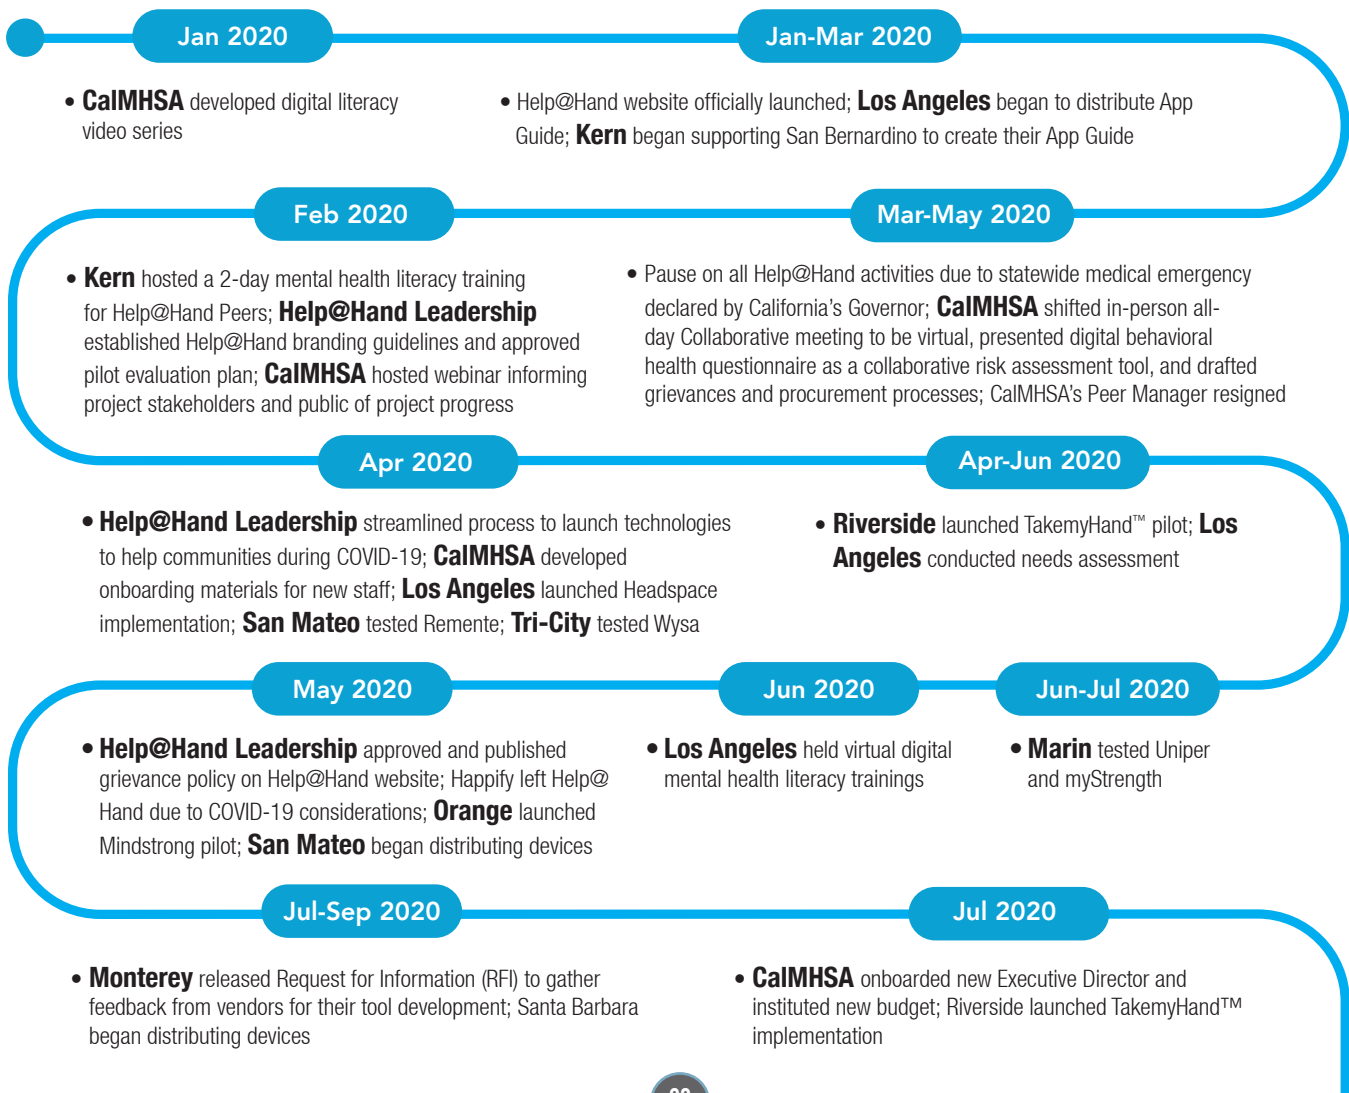 Jan 2020
Jan-Mar 2020
• CalMHSA developed digital literacy
video series
• Help@Hand website officially launched; Los Angeles began to distribute App
Guide; Kern began supporting San Bernardino to create their App Guide
Feb 2020
Mar-May 2020
• Kern hosted a 2-day mental health literacy training
for Help@Hand Peers; Help@Hand Leadership
established Help@Hand branding guidelines and approved
pilot evaluation plan; CalMHSA hosted webinar informing
project stakeholders and public of project progress
• Pause on all Help@Hand activities due to statewide medical emergency
declared by California's Governor; CalMHSA shifted in-person all-
day Collaborative meeting to be virtual, presented digital behavioral
health questionnaire as a collaborative risk assessment tool, and drafted
grievances and procurement processes; CalMHSA's Peer Manager resigned
Apr 2020
Apr-Jun 2020
• Help@Hand Leadership streamlined process to launch technologies
to help communities during COVID-19; CalMHSA developed
onboarding materials for new staff; Los Angeles launched Headspace
implementation; San Mateo tested Remente; Tri-City tested Wysa
• Riverside launched TakemyHand™ pilot; Los
Angeles conducted needs assessment
May 2020
Jun 2020
Jun-Jul 2020
• Help@Hand Leadership approved and published
grievance policy on Help@Hand website; Happify left Help@
Hand due to COVID-19 considerations; Orange launched
Mindstrong pilot; San Mateo began distributing devices
• Los Angeles held virtual digital
mental health literacy trainings
• Marin tested Uniper
and myStrength
Jul-Sep 2020
Jul 2020
• Monterey released Request for Information (RFI) to gather
feedback from vendors for their tool development; Santa Barbara
began distributing devices
• CalMHSA onboarded new Executive Director and
instituted new budget; Riverside launched TakemyHand™
implementation